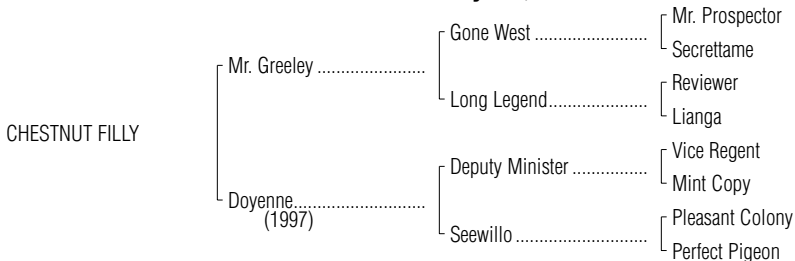 Mr. Prospector
Gone West ..........................
Secrettame
Mr. Greeley .......................
Reviewer
Long Legend.....................
Lianga
CHESTNUT FILLY
Vice Regent
Deputy Minister ................
Mint Copy
Doyenne............................
(1997)
Pleasant Colony
Seewillo ............................
Perfect Pigeon